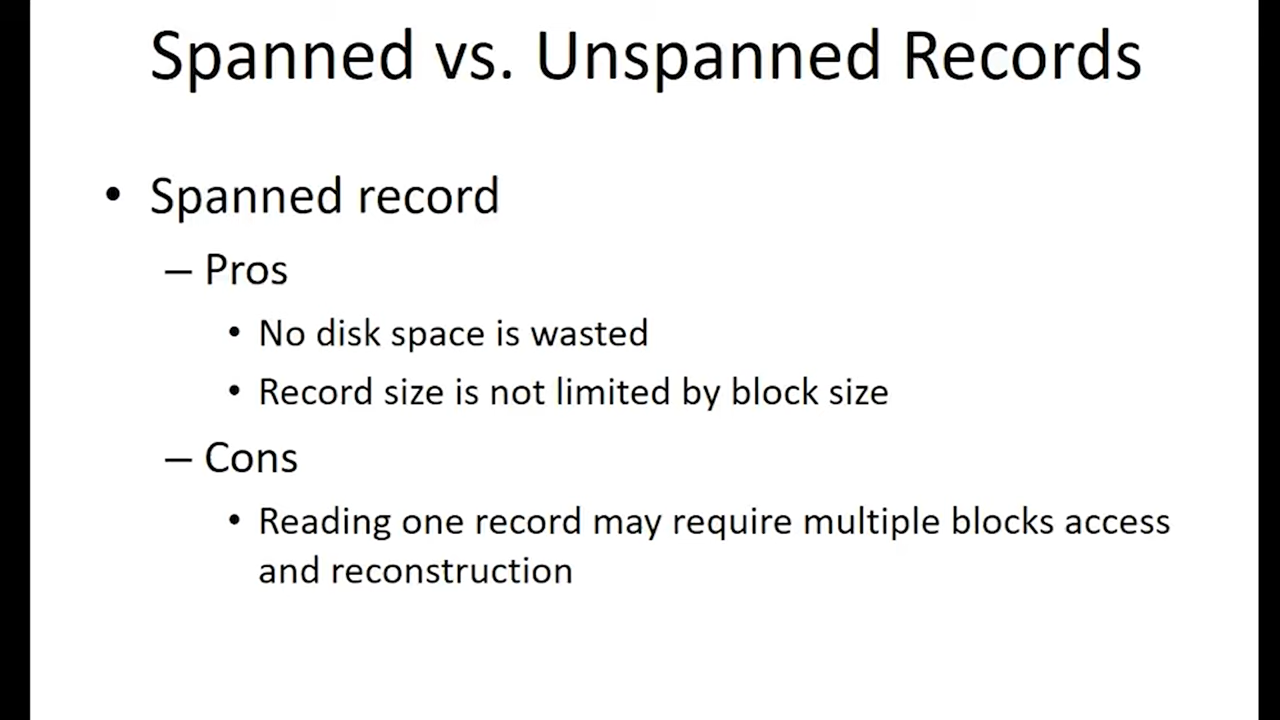 Spanned vs. Unspanned Records
• Spanned record
– Pros
• No disk space is wasted
• Record size is not limited by block size
– Cons
• Reading one record may require multiple blocks access
and reconstruction